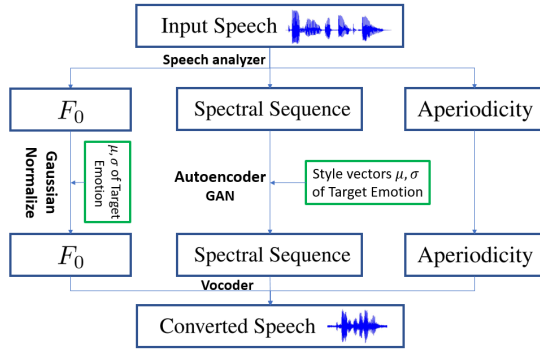 Input Speech
Speech analyzer
F₀
Spectral Sequence
Aperiodicity
Gaussian
Normalize
μ, σ of Target
Emotion
Autoencoder
GAN
Style vectors μ, σ
of Target Emotion
F₀
Spectral Sequence
Aperiodicity
Vocoder
Converted Speech